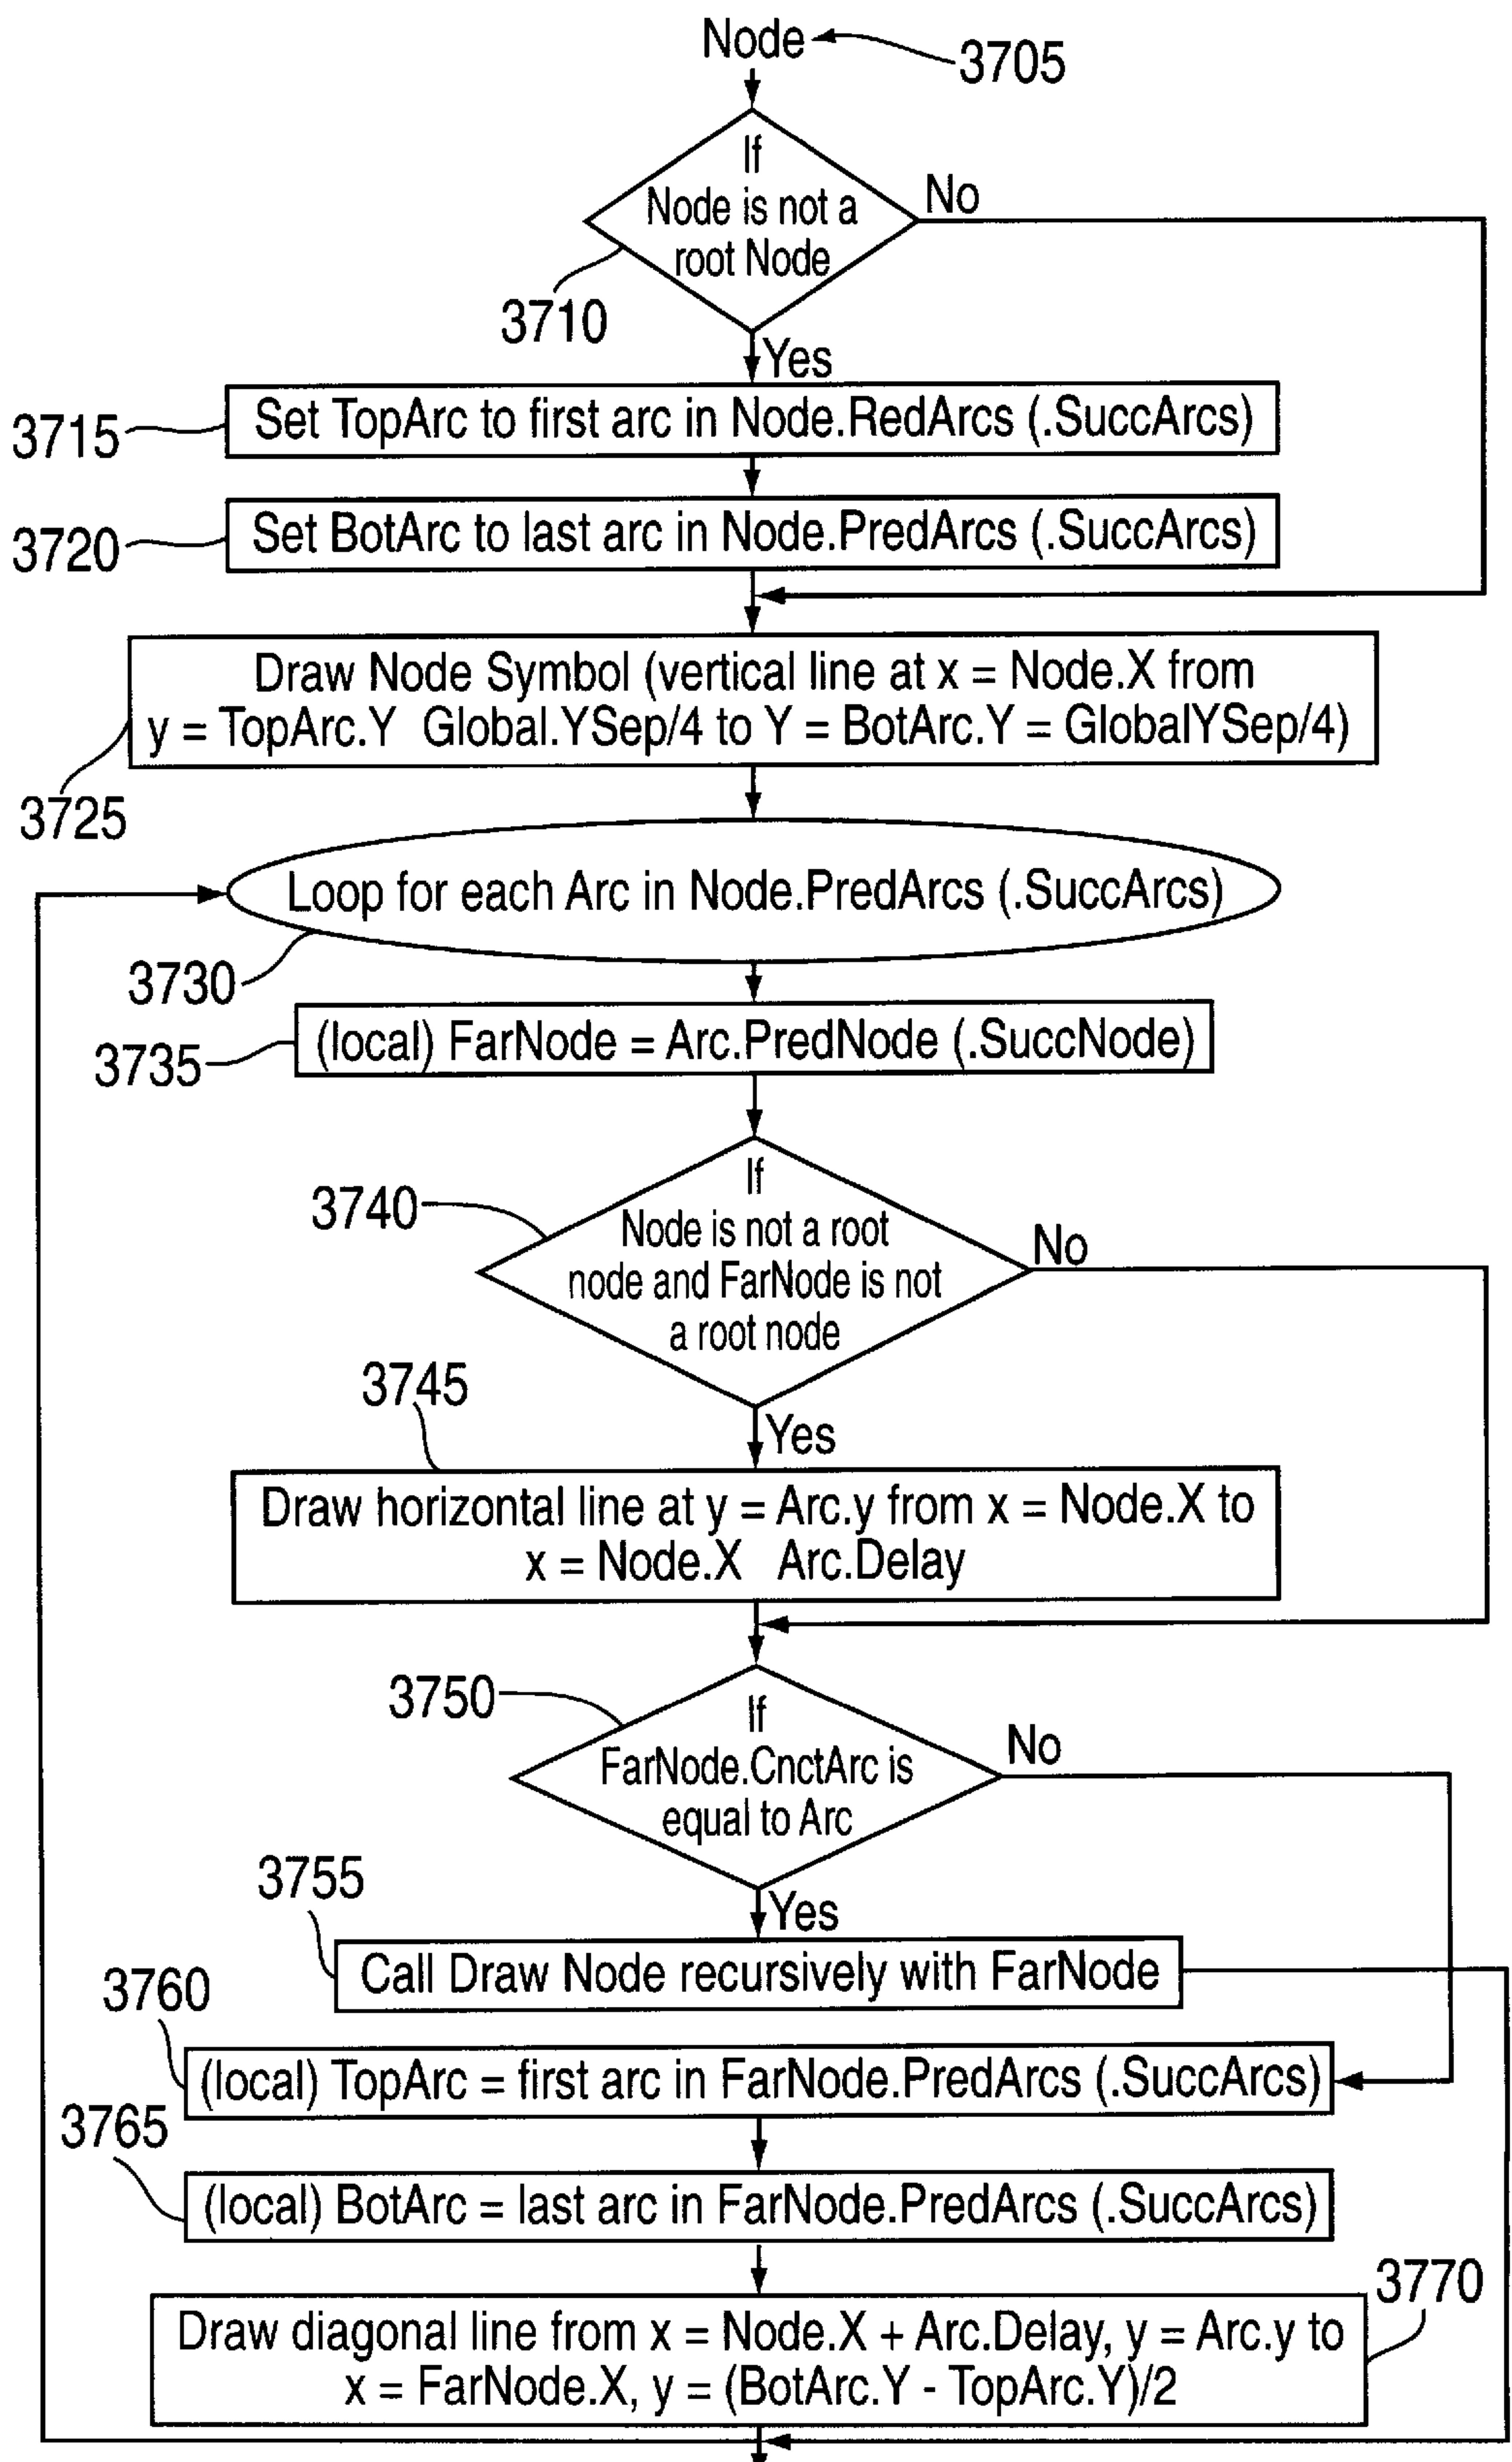 Node
3705
If
Node is not a
root Node
No
3710
Yes
3715
Set TopArc to first arc in Node.RedArcs (.SuccArcs)
3720
Set BotArc to last arc in Node.PredArcs (.SuccArcs)
Draw Node Symbol (vertical line at x = Node.X from
y = TopArc.Y Global.YSep/4 to Y = BotArc.Y = GlobalYSep/4)
3725
Loop for each Arc in Node.PredArcs (.SuccArcs)
3730
3735
(local) FarNode = Arc.PredNode (.SuccNode)
3740
If
Node is not a root
node and FarNode is not
a root node
No
3745
Yes
Draw horizontal line at y = Arc.y from x = Node.X to
x = Node.X Arc.Delay
3750
If
FarNode.CnctArc is
equal to Arc
No
3755
Yes
Call Draw Node recursively with FarNode
3760
(local) TopArc = first arc in FarNode.PredArcs (.SuccArcs)
3765
(local) BotArc = last arc in FarNode.PredArcs (.SuccArcs)
3770
Draw diagonal line from x = Node.X + Arc.Delay, y = Arc.y to
x = FarNode.X, y = (BotArc.Y - TopArc.Y)/2